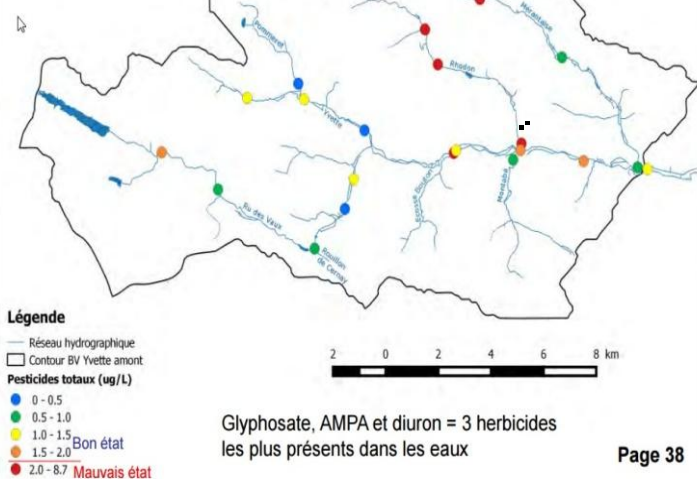 Pommeret
Mérantaise
Rhodon
Yvette
Montabé
Ru des Vaux
Rouillon
de Cernay
Légende
Réseau hydrographique
Contour BV Yvette amont
Pesticides totaux (ug/L)
0 - 0.5
0.5 - 1.0
1.0 - 1.5
Bon état
1.5 - 2.0
2.0 - 8.7 Mauvais état
2 0 2 4 6 8 km
Glyphosate, AMPA et diuron = 3 herbicides
les plus présents dans les eaux
Page 38